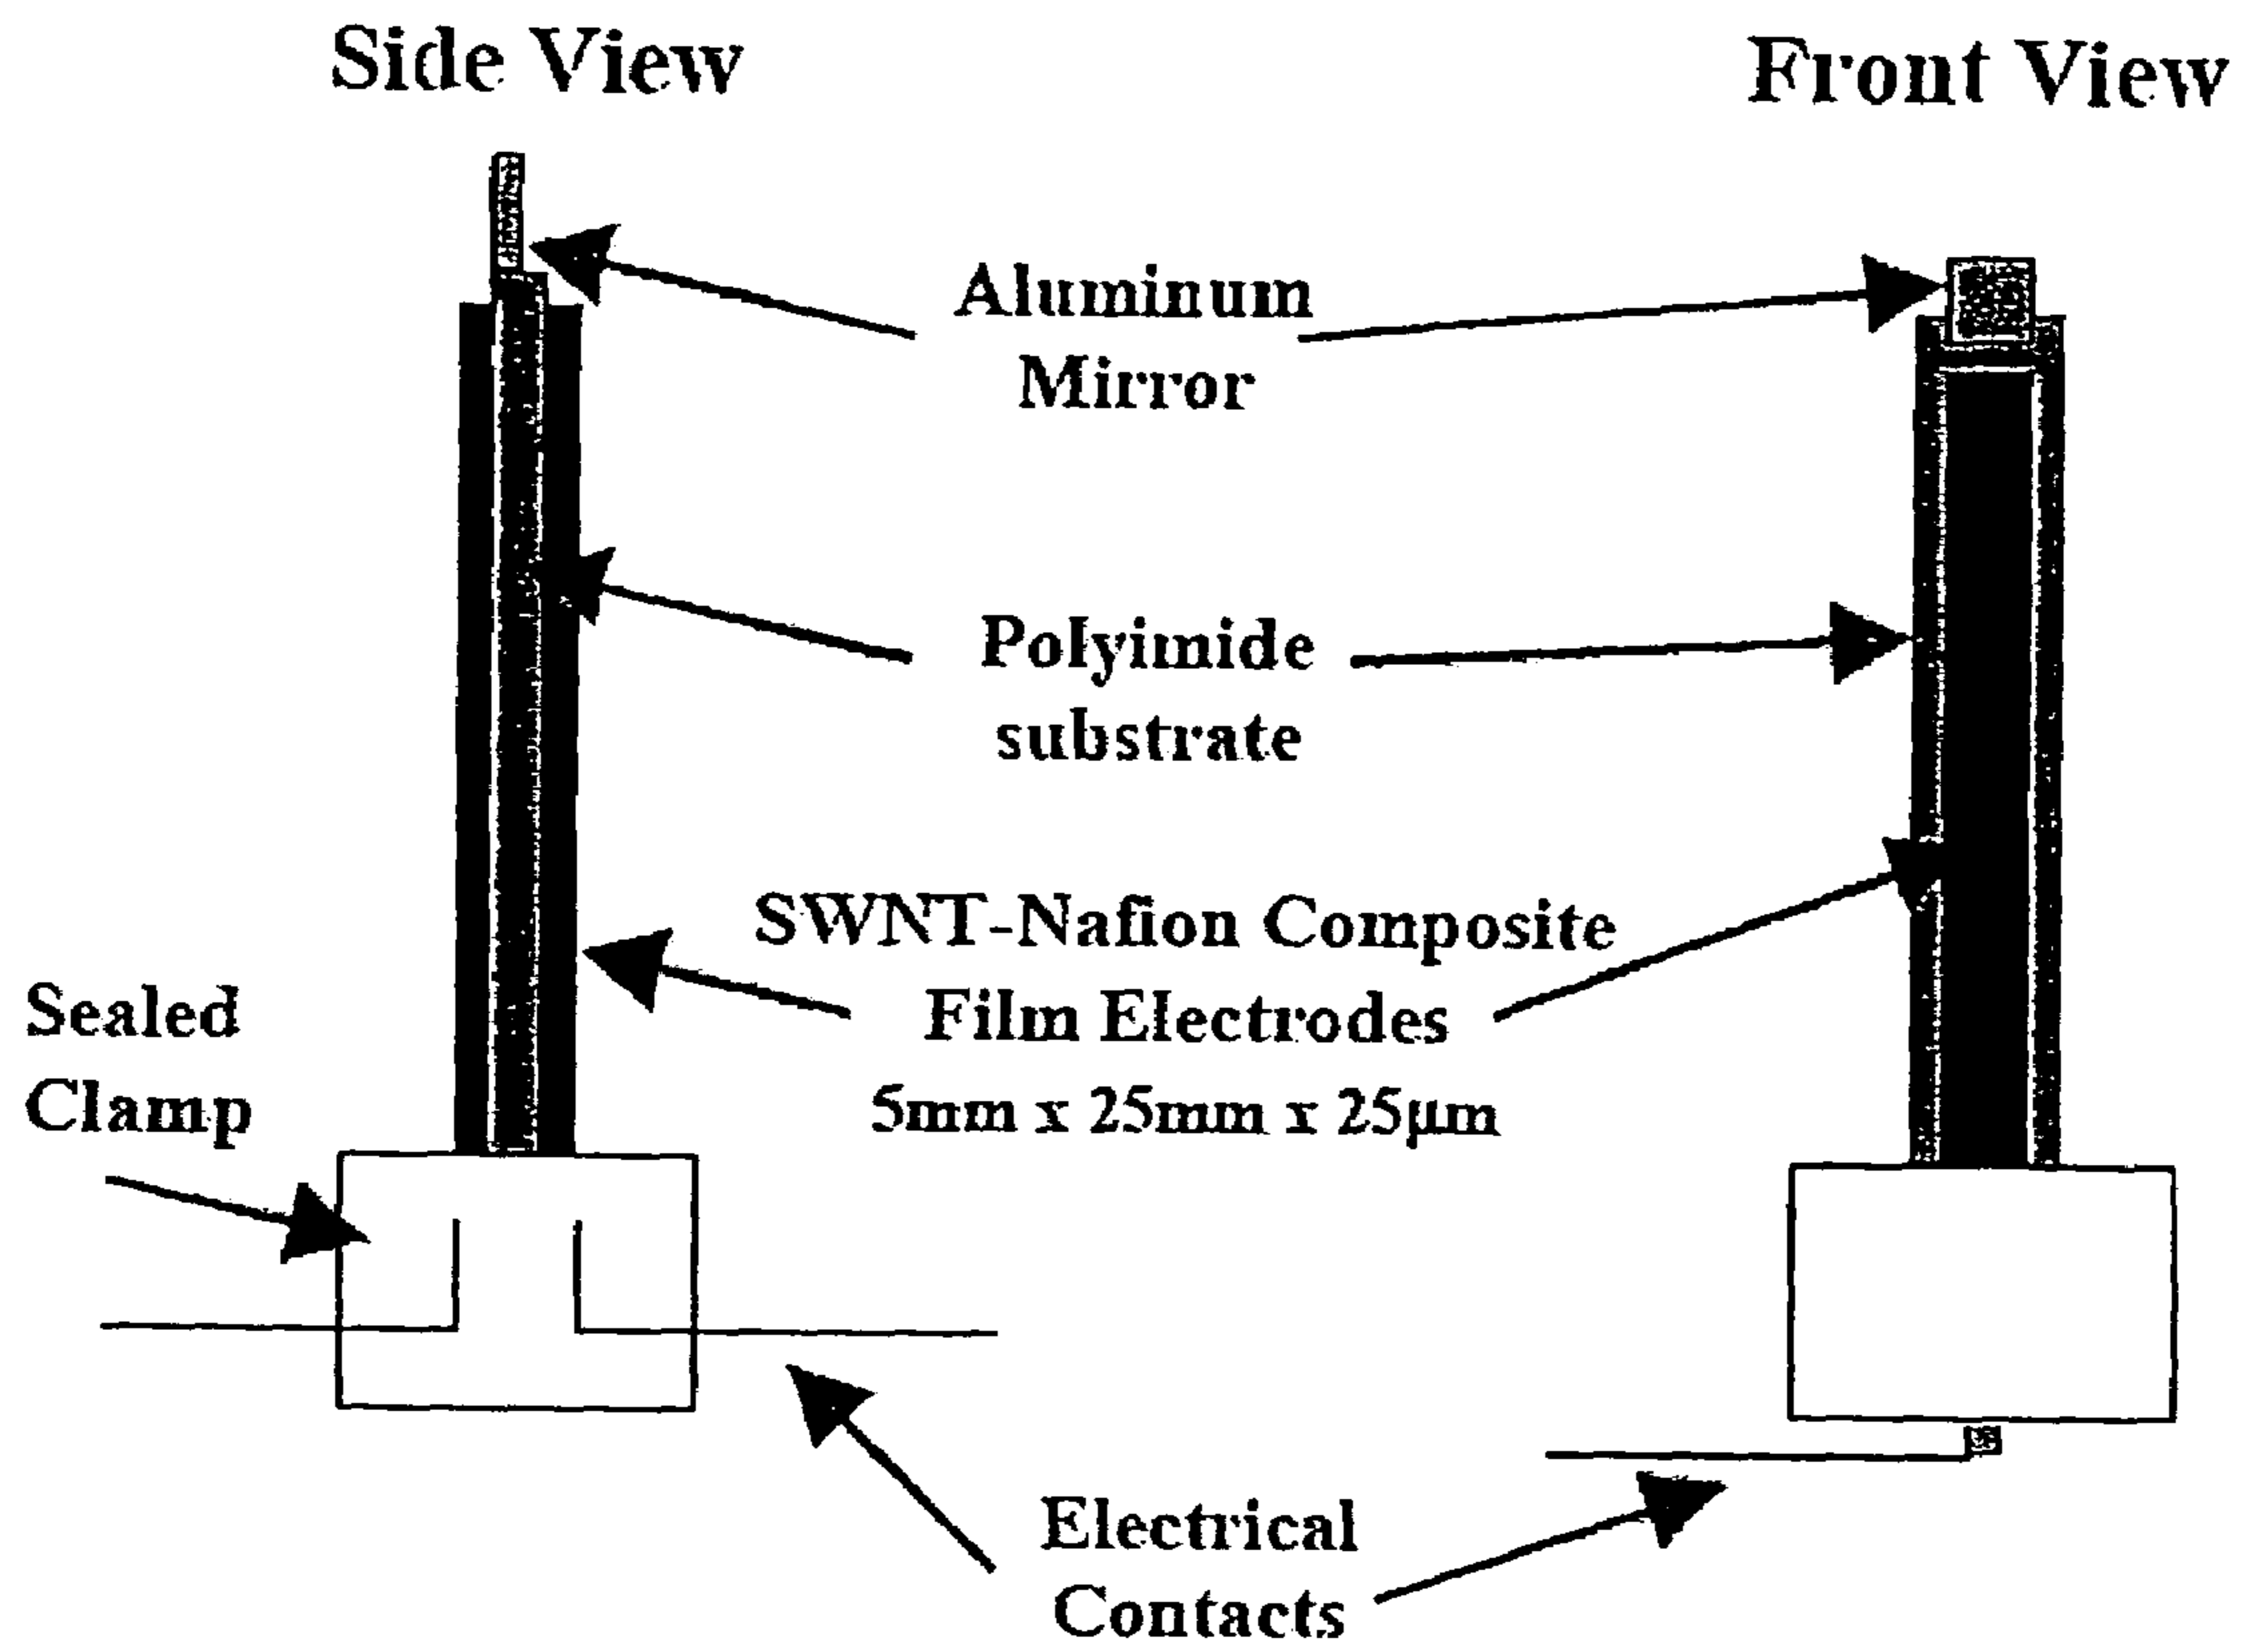 Side View
Front View
Aluminum
Mirror
Polyimide
substrate
SWNT-Nafion Composite
Film Electrodes
5mm x 25mm x 25µm
Sealed
Clamp
Electrical
Contacts